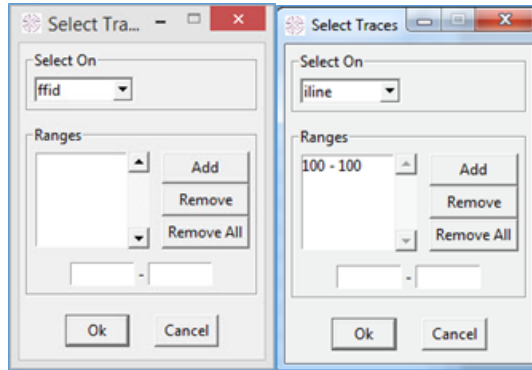 Select Tra...
Select On
ffid
Ranges
Add
Remove
Remove All
-
Ok
Cancel
Select Traces
Select On
iline
Ranges
100 - 100
Add
Remove
Remove All
-
Ok
Cancel